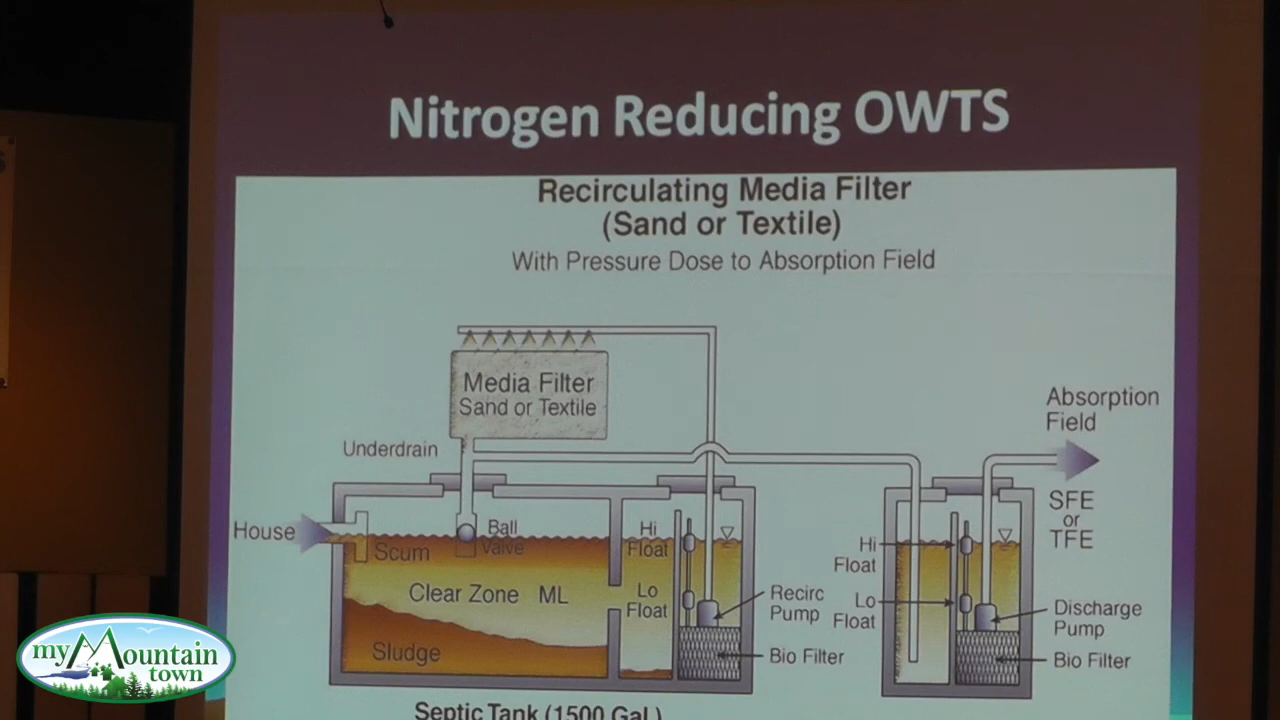 Nitrogen Reducing OWTS
Recirculating Media Filter
(Sand or Textile)
With Pressure Dose to Absorption Field
Media Filter
Sand or Textile
Absorption
Field
Underdrain
SFE
or
TFE
House
Ball
Valve
Scum
Hi
Float
Hi
Float
Clear Zone ML
Lo
Float
Recirc
Pump
Lo
Float
Discharge
Pump
Sludge
Bio Filter
Bio Filter
Septic Tank (1500 Gal.)
my Mountain
town